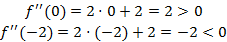 f''(0) = 2 ⋅ 0 + 2 = 2 > 0
f''(−2) = 2 ⋅ (−2) + 2 = −2 < 0